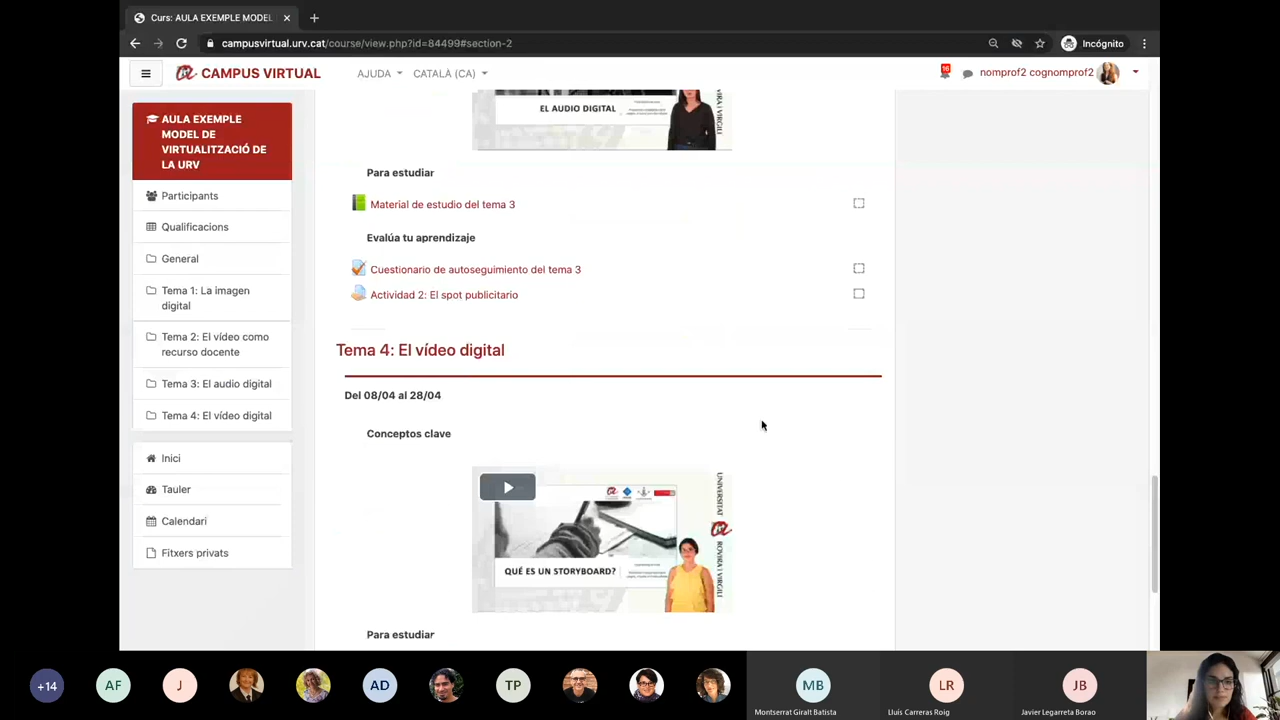 Curs: AULA EXEMPLE MODEL
campusvirtual.urv.cat/course/view.php?id=84499#section-2
Incógnito
CAMPUS VIRTUAL
AJUDA
CATALÀ (CA)
16
nomprof2 cognomprof2
AULA EXEMPLE
MODEL DE
VIRTUALITZACIÓ DE
LA URV
Participants
Qualificacions
General
Tema 1: La imagen
digital
Tema 2: El vídeo como
recurso docente
Tema 3: El audio digital
Tema 4: El vídeo digital
Inici
Tauler
Calendari
Fitxers privats
EL AUDIO DIGITAL
VIRA I VIRGILI
Para estudiar
Material de estudio del tema 3
Evalúa tu aprendizaje
Cuestionario de autoseguimiento del tema 3
Actividad 2: El spot publicitario
Tema 4: El vídeo digital
Del 08/04 al 28/04
Conceptos clave
UNIVERSITAT
ROVIRA I VIRGILI
QUÉ ES UN STORYBOARD?
Para estudiar
+14
AF
J
AD
TP
MB
Montserrat Giralt Batista
LR
Lluís Carreras Roig
JB
Javier Legarreta Borao